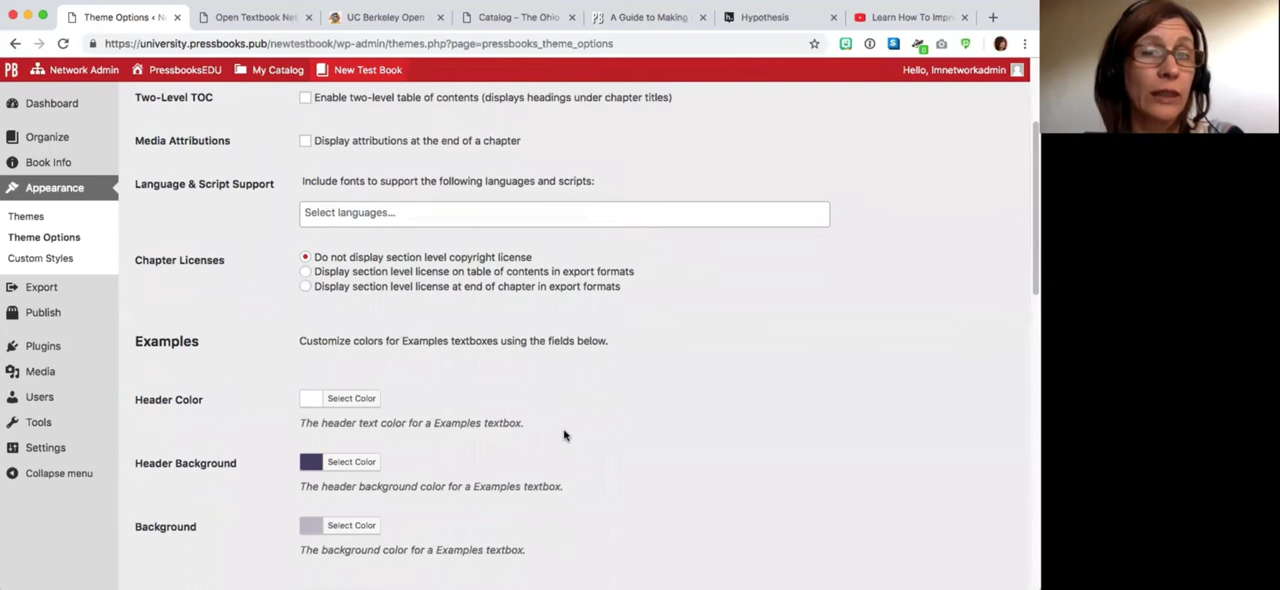 Theme Options ‹ N
Open Textbook Net
UC Berkeley Open
Catalog – The Ohio
A Guide to Making
Hypothesis
Learn How To Impr
https://university.pressbooks.pub/newtestbook/wp-admin/themes.php?page=pressbooks_theme_options
PB Network Admin PressbooksEDU My Catalog New Test Book Hello, lmnetworkadmin
Dashboard
Organize
Book Info
Appearance
Themes
Theme Options
Custom Styles
Export
Publish
Plugins
Media
Users
Tools
Settings
Collapse menu
Two-Level TOC
Enable two-level table of contents (displays headings under chapter titles)
Media Attributions
Display attributions at the end of a chapter
Language & Script Support
Include fonts to support the following languages and scripts:
Select languages...
Chapter Licenses
Do not display section level copyright license
Display section level license on table of contents in export formats
Display section level license at end of chapter in export formats
Examples
Customize colors for Examples textboxes using the fields below.
Header Color
Select Color
The header text color for a Examples textbox.
Header Background
Select Color
The header background color for a Examples textbox.
Background
Select Color
The background color for a Examples textbox.